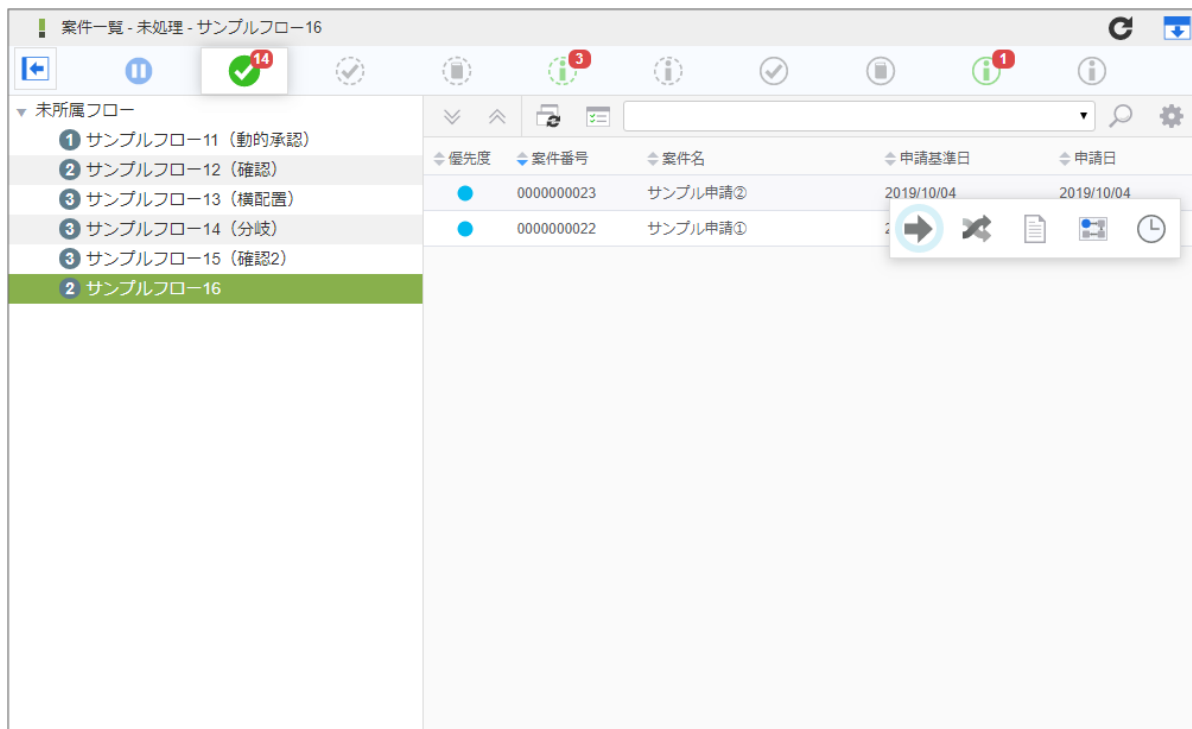 案件一覧 - 未処理 - サンプルフロー16
14
3
1
未所属フロー
1 サンプルフロー11（動的承認）
2 サンプルフロー12（確認）
3 サンプルフロー13（横配置）
3 サンプルフロー14（分岐）
3 サンプルフロー15（確認2）
2 サンプルフロー16
優先度 案件番号 案件名 申請基準日 申請日
0000000023 サンプル申請② 2019/10/04 2019/10/04
0000000022 サンプル申請① 2